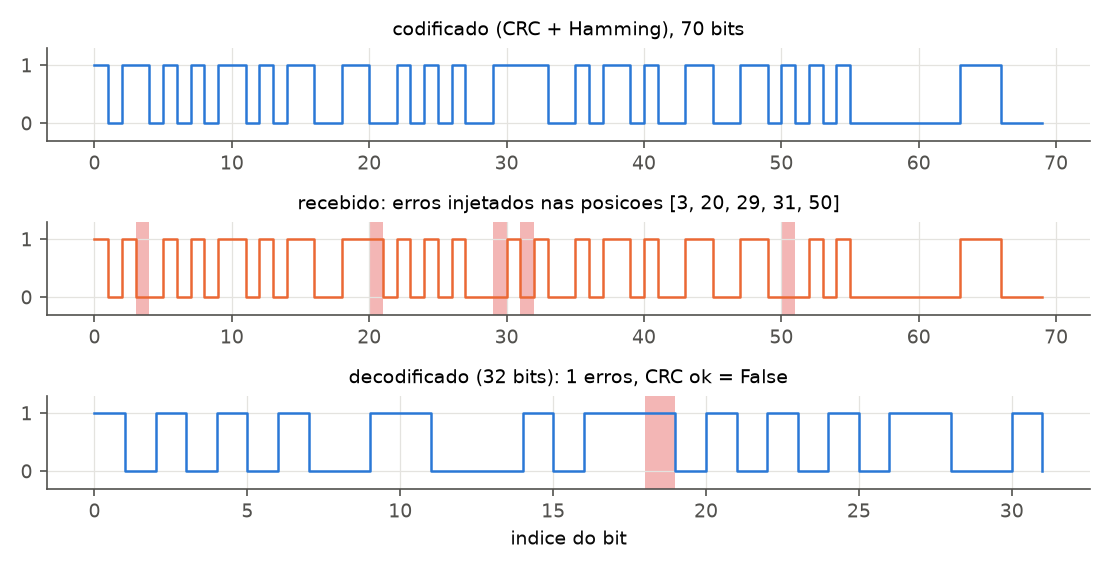 codificado (CRC + Hamming), 70 bits
1
0
0 10 20 30 40 50 60 70
recebido: erros injetados nas posicoes [3, 20, 29, 31, 50]
1
0
0 10 20 30 40 50 60 70
decodificado (32 bits): 1 erros, CRC ok = False
1
0
0 5 10 15 20 25 30
indice do bit